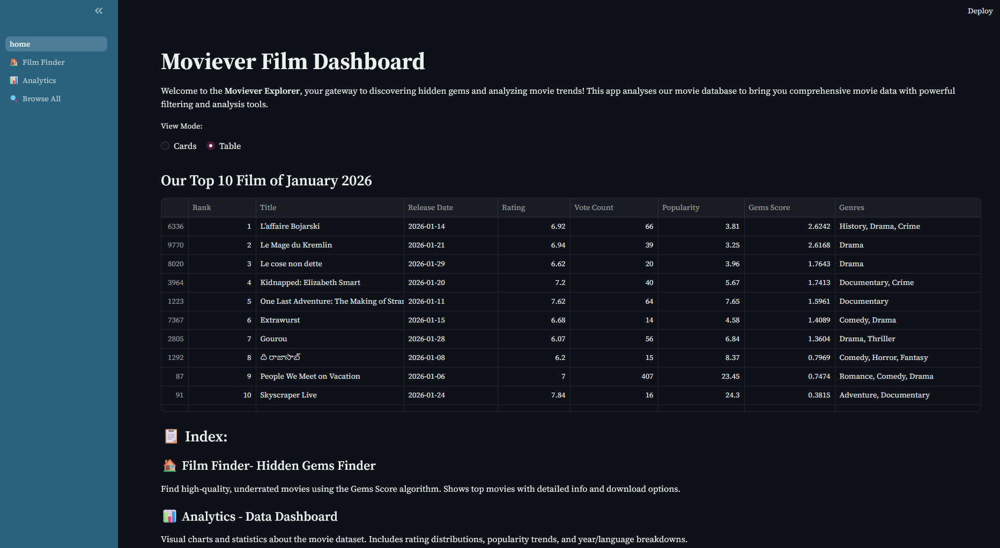 Deploy
home
Film Finder
Analytics
Browse All
Moviever Film Dashboard
Welcome to the Moviever Explorer, your gateway to discovering hidden gems and analyzing movie trends! This app analyses our movie database to bring you comprehensive movie data with powerful
filtering and analysis tools.
View Mode:
Cards Table
Our Top 10 Film of January 2026
Rank Title Release Date Rating Vote Count Popularity Gems Score Genres
6336 1 L'affaire Bojarski 2026-01-14 6.92 66 3.81 2.6242 History, Drama, Crime
9770 2 Le Mage du Kremlin 2026-01-21 6.94 39 3.25 2.6168 Drama
8020 3 Le cose non dette 2026-01-29 6.62 20 3.96 1.7643 Drama
3964 4 Kidnapped: Elizabeth Smart 2026-01-20 7.2 40 5.67 1.7413 Documentary, Crime
1223 5 One Last Adventure: The Making of Stran 2026-01-11 7.62 64 7.65 1.5961 Documentary
7367 6 Extrawurst 2026-01-15 6.68 14 4.58 1.4089 Comedy, Drama
2805 7 Gourou 2026-01-28 6.07 56 6.84 1.3604 Drama, Thriller
1292 8 ది రాజాసాబ్ 2026-01-08 6.2 15 8.37 0.7969 Comedy, Horror, Fantasy
87 9 People We Meet on Vacation 2026-01-06 7 407 23.45 0.7474 Romance, Comedy, Drama
91 10 Skyscraper Live 2026-01-24 7.84 16 24.3 0.3815 Adventure, Documentary
Index:
Film Finder- Hidden Gems Finder
Find high-quality, underrated movies using the Gems Score algorithm. Shows top movies with detailed info and download options.
Analytics - Data Dashboard
Visual charts and statistics about the movie dataset. Includes rating distributions, popularity trends, and year/language breakdowns.